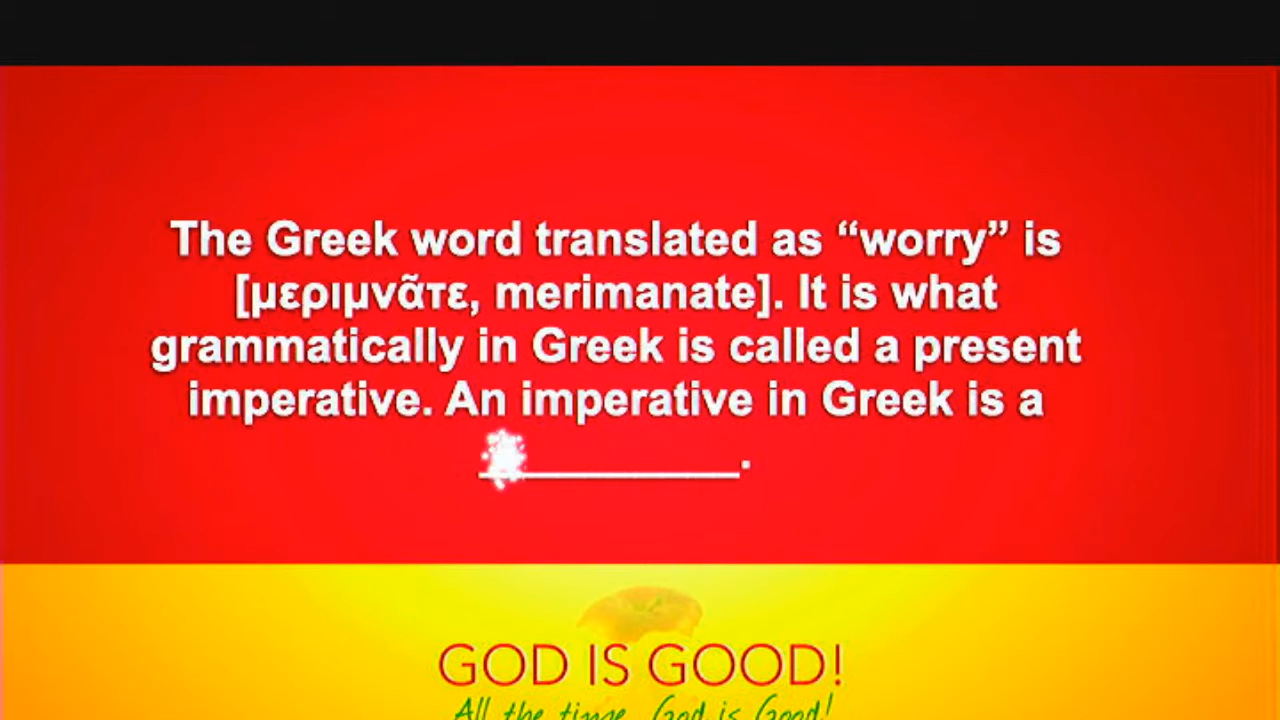 The Greek word translated as “worry” is
[μεριμνᾶτε, merimanate]. It is what
grammatically in Greek is called a present
imperative. An imperative in Greek is a
__________.
GOD IS GOOD!
All the time, God is Good!